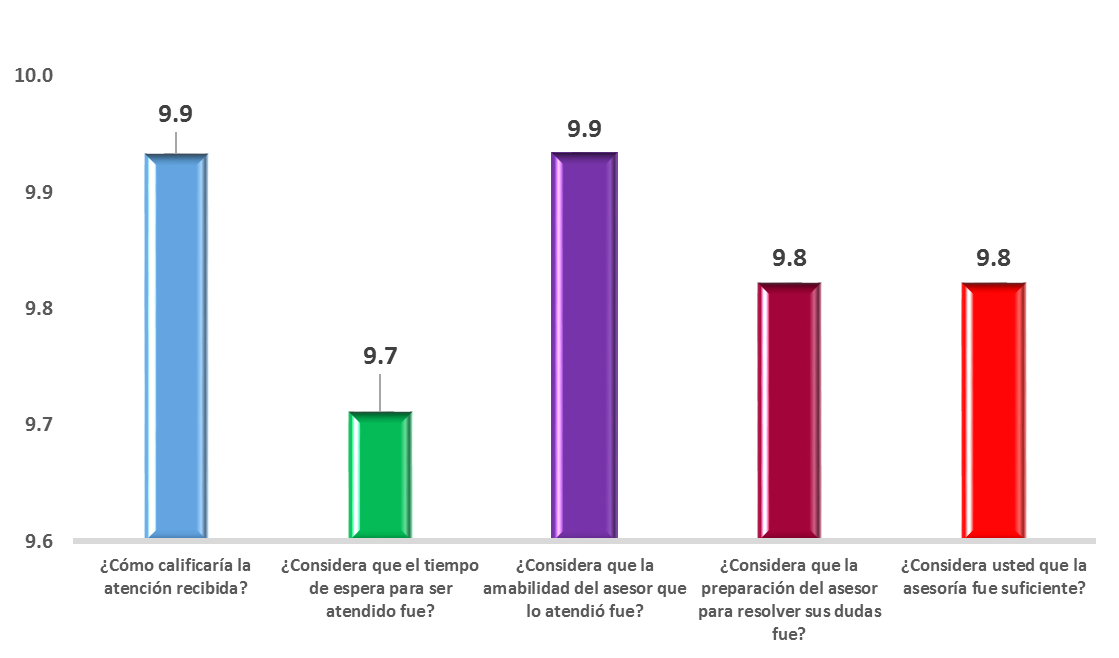 10.0
9.9
9.8
9.7
9.6
9.9
9.7
9.9
9.8
9.8
¿Cómo calificaría la
atención recibida?
¿Considera que el tiempo
de espera para ser
atendido fue?
¿Considera que la
amabilidad del asesor que
lo atendió fue?
¿Considera que la
preparación del asesor
para resolver sus dudas
fue?
¿Considera usted que la
asesoría fue suficiente?